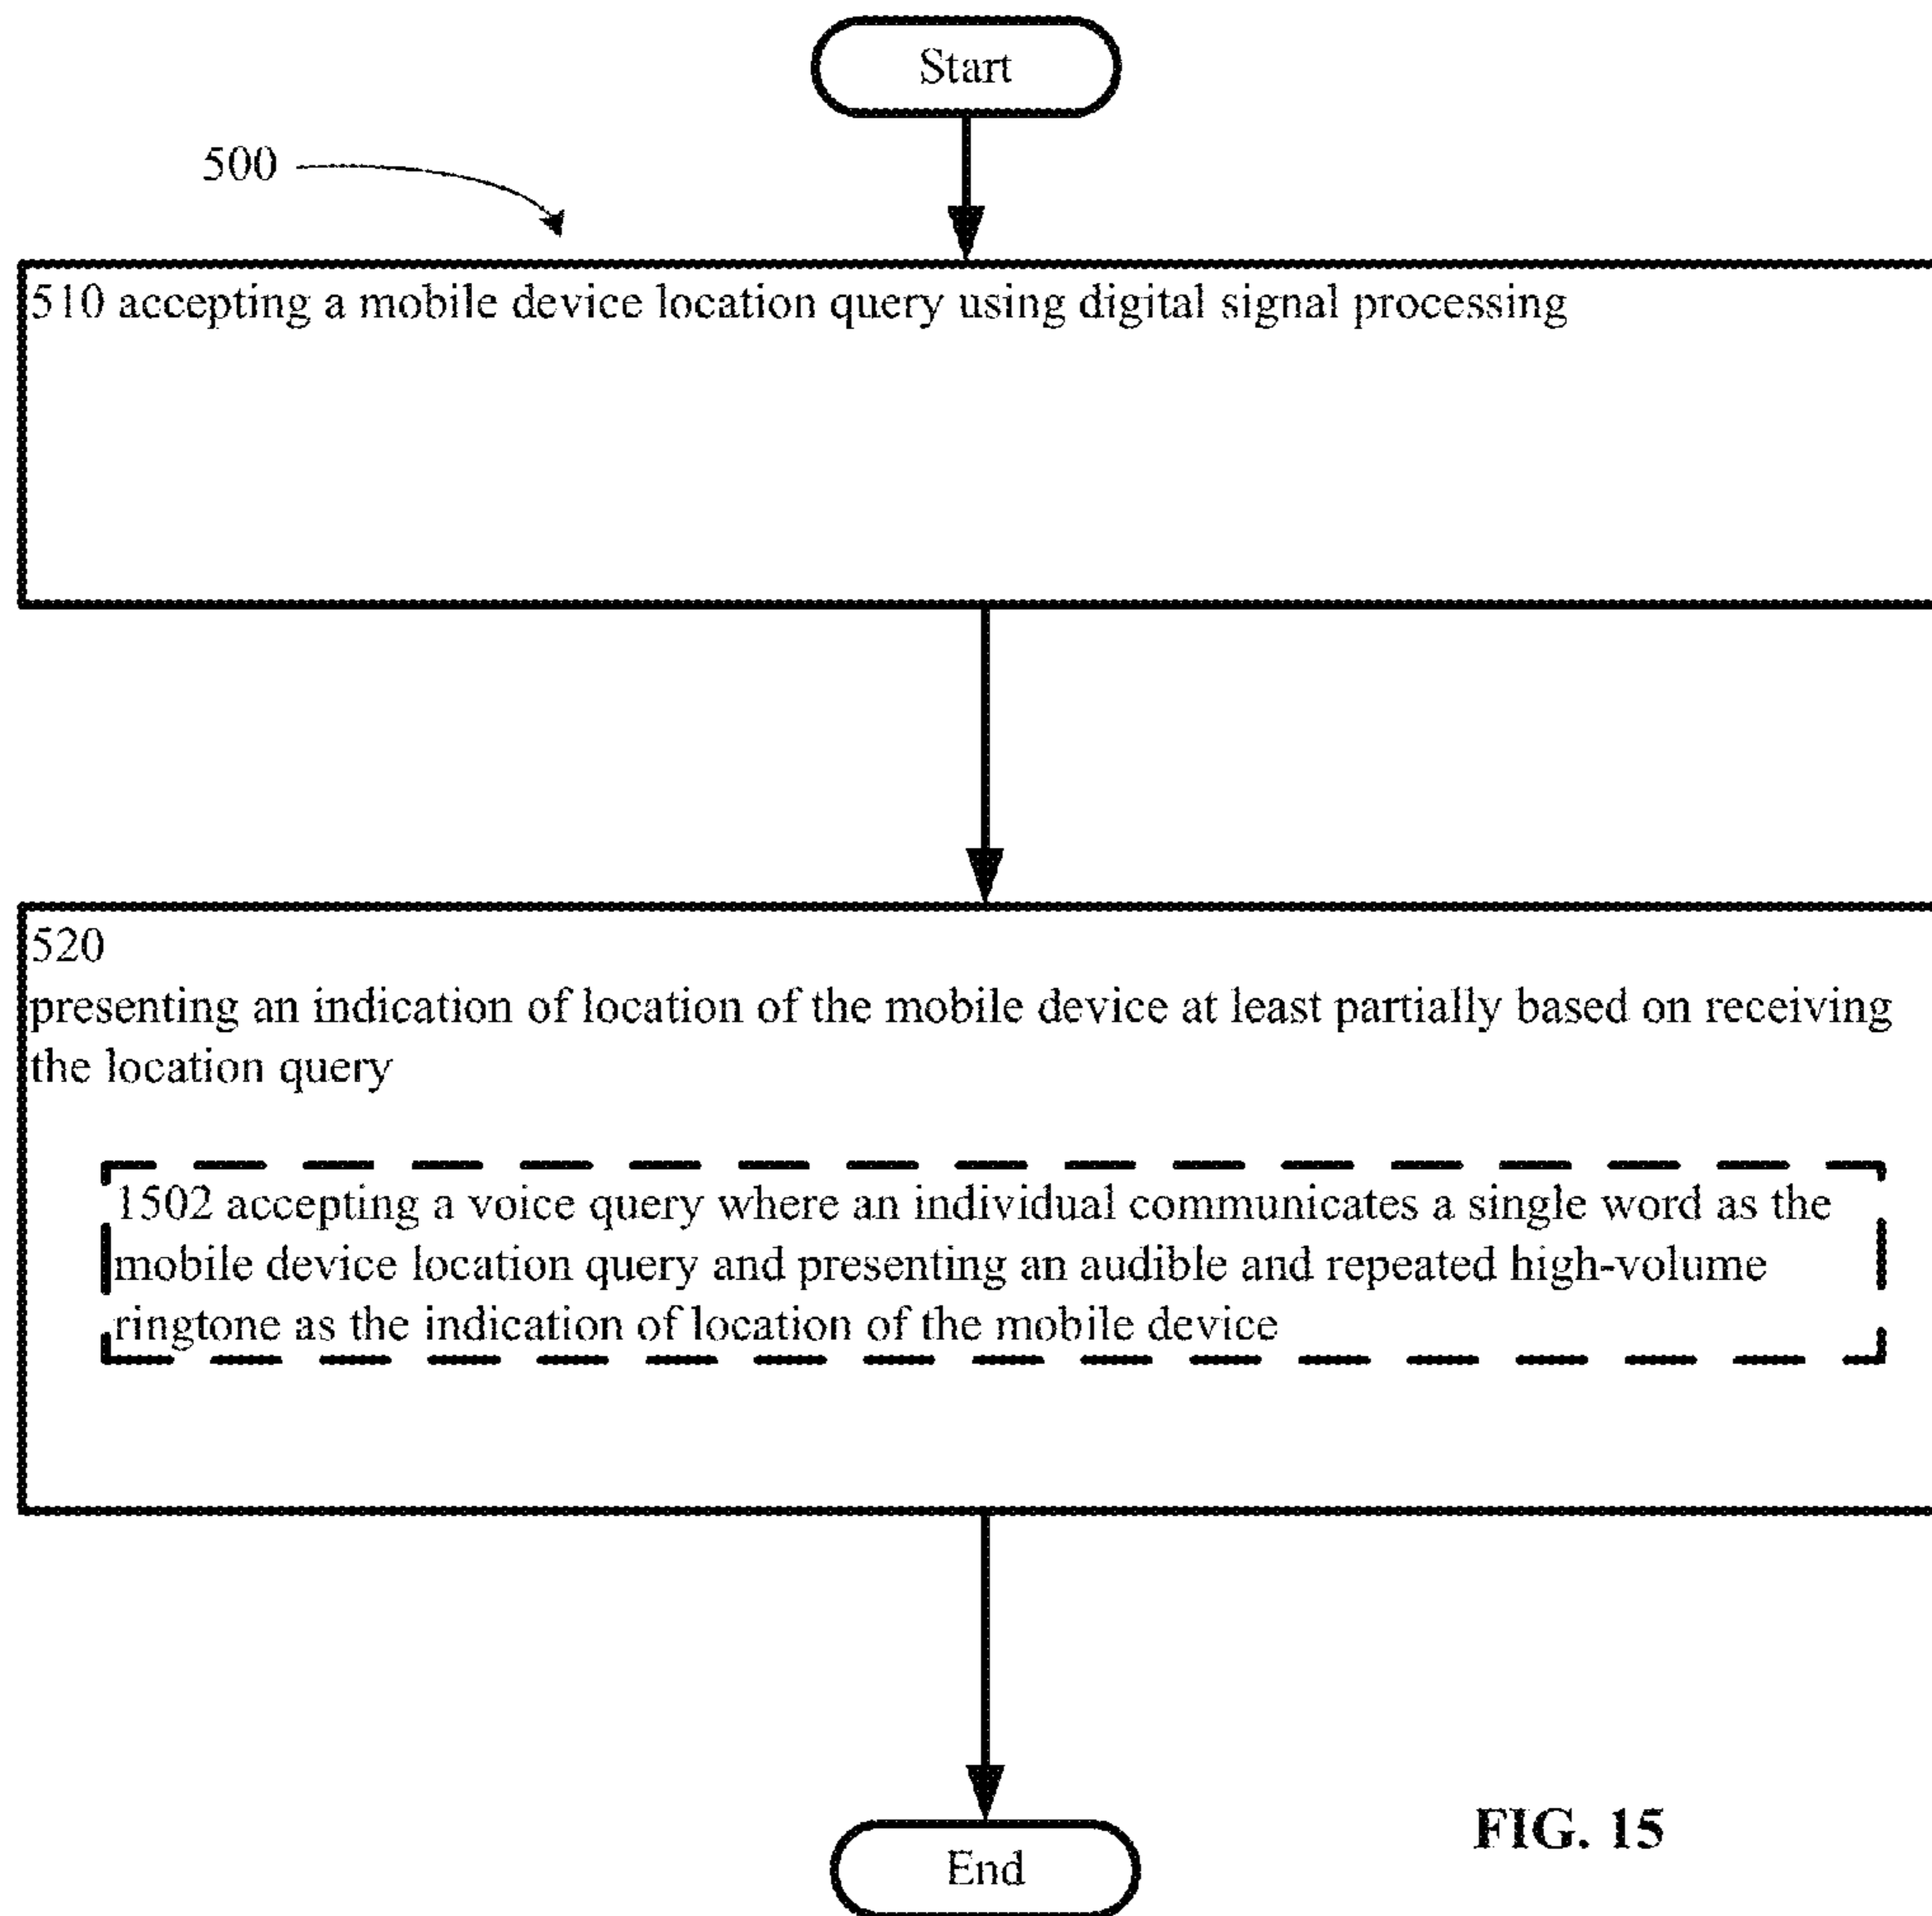 Start
500
510 accepting a mobile device location query using digital signal processing
520
presenting an indication of location of the mobile device at least partially based on receiving
the location query
1502 accepting a voice query where an individual communicates a single word as the
mobile device location query and presenting an audible and repeated high-volume
ringtone as the indication of location of the mobile device
End
FIG. 15